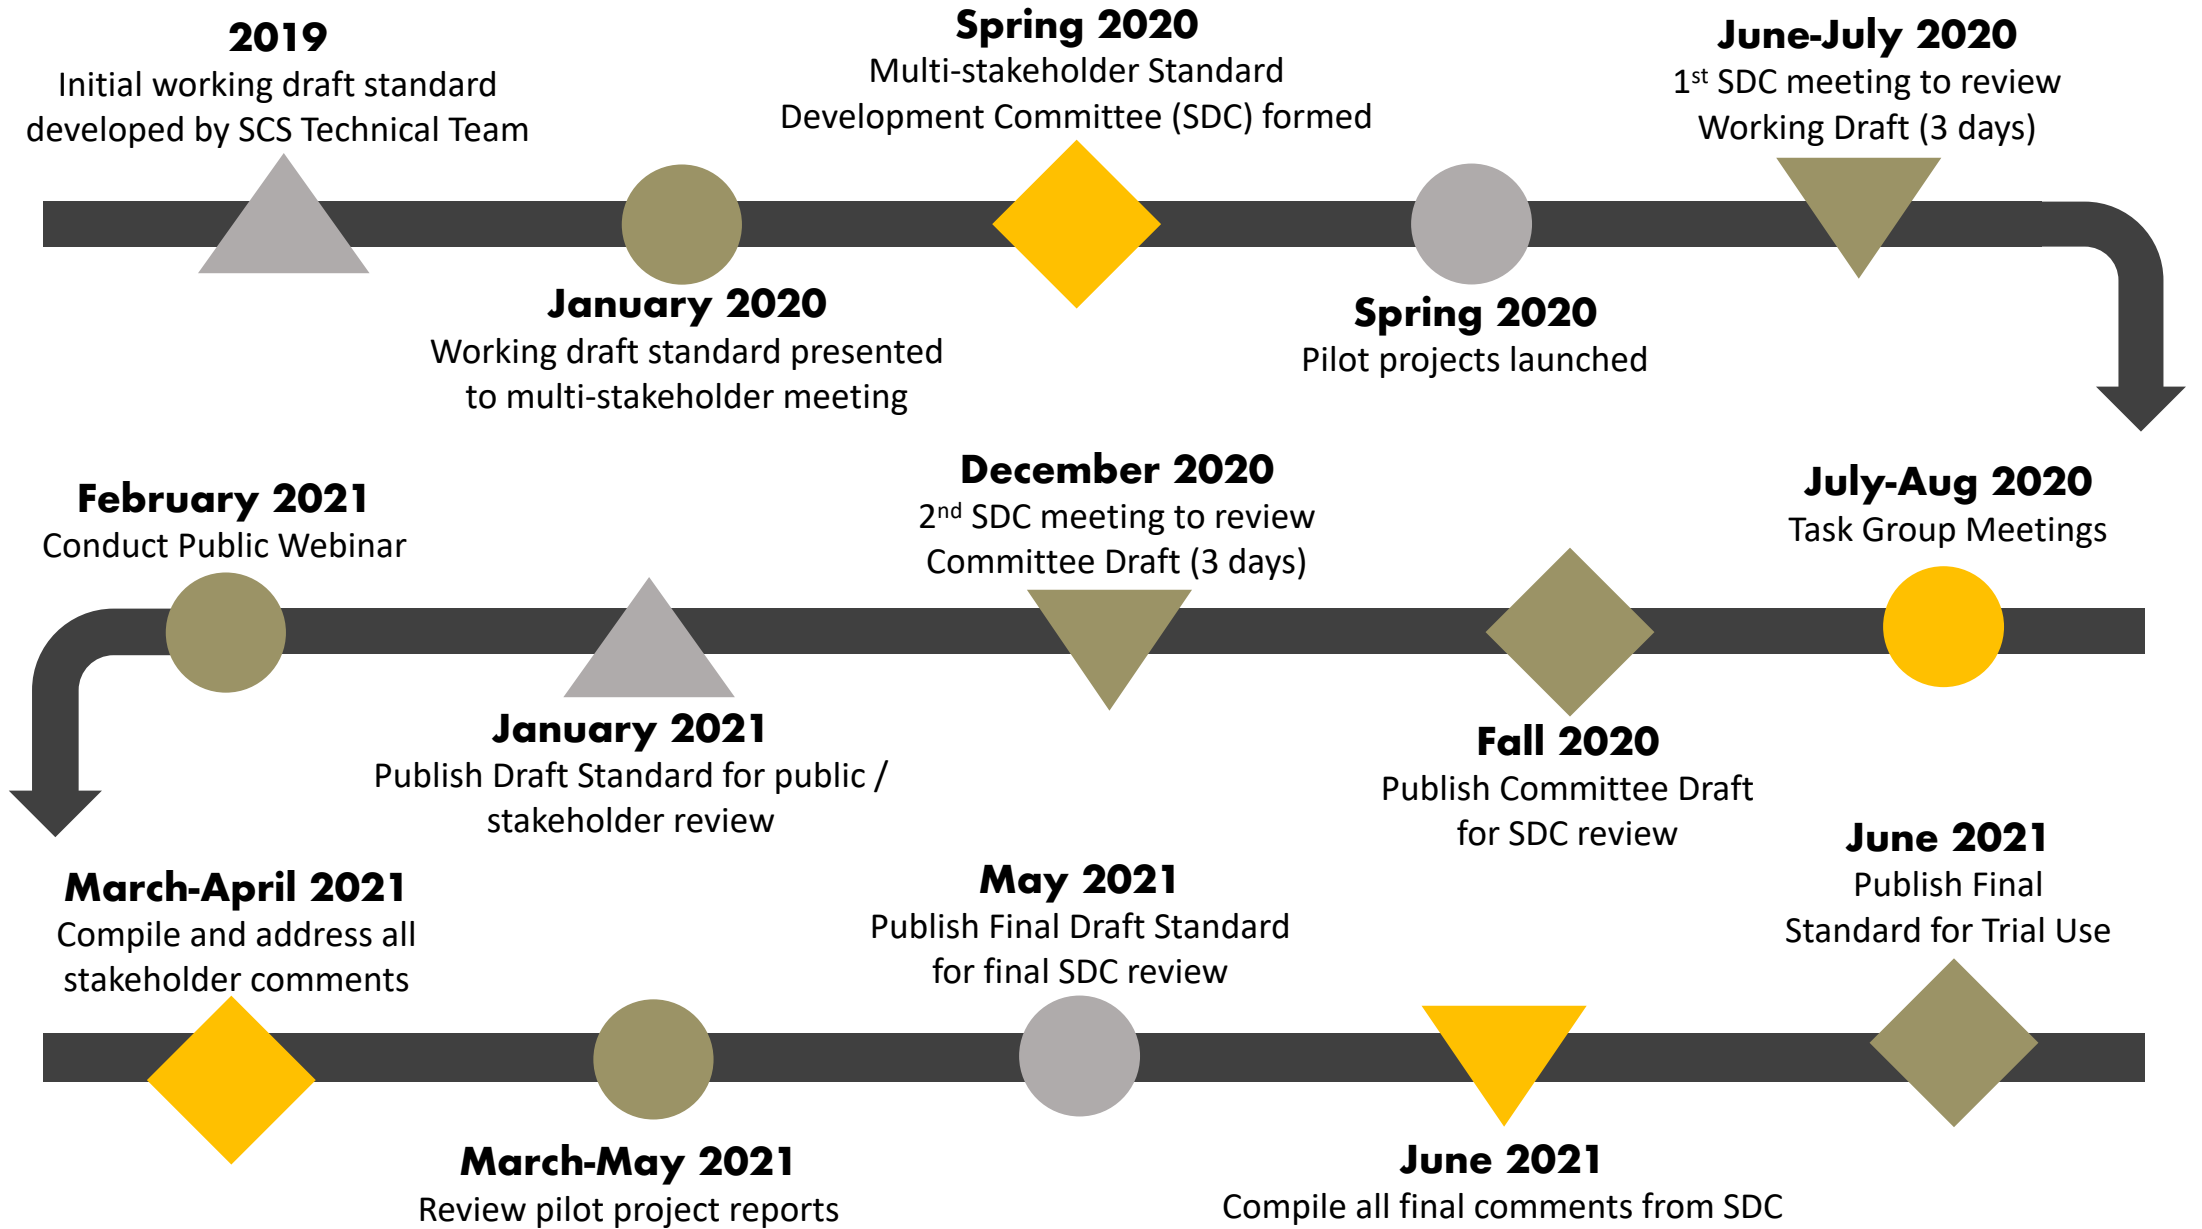 2019
Initial working draft standard
developed by SCS Technical Team
January 2020
Working draft standard presented
to multi-stakeholder meeting
Spring 2020
Multi-stakeholder Standard
Development Committee (SDC) formed
Spring 2020
Pilot projects launched
June-July 2020
1st SDC meeting to review
Working Draft (3 days)
July-Aug 2020
Task Group Meetings
Fall 2020
Publish Committee Draft
for SDC review
December 2020
2nd SDC meeting to review
Committee Draft (3 days)
January 2021
Publish Draft Standard for public /
stakeholder review
February 2021
Conduct Public Webinar
March-April 2021
Compile and address all
stakeholder comments
March-May 2021
Review pilot project reports
May 2021
Publish Final Draft Standard
for final SDC review
June 2021
Compile all final comments from SDC
June 2021
Publish Final
Standard for Trial Use